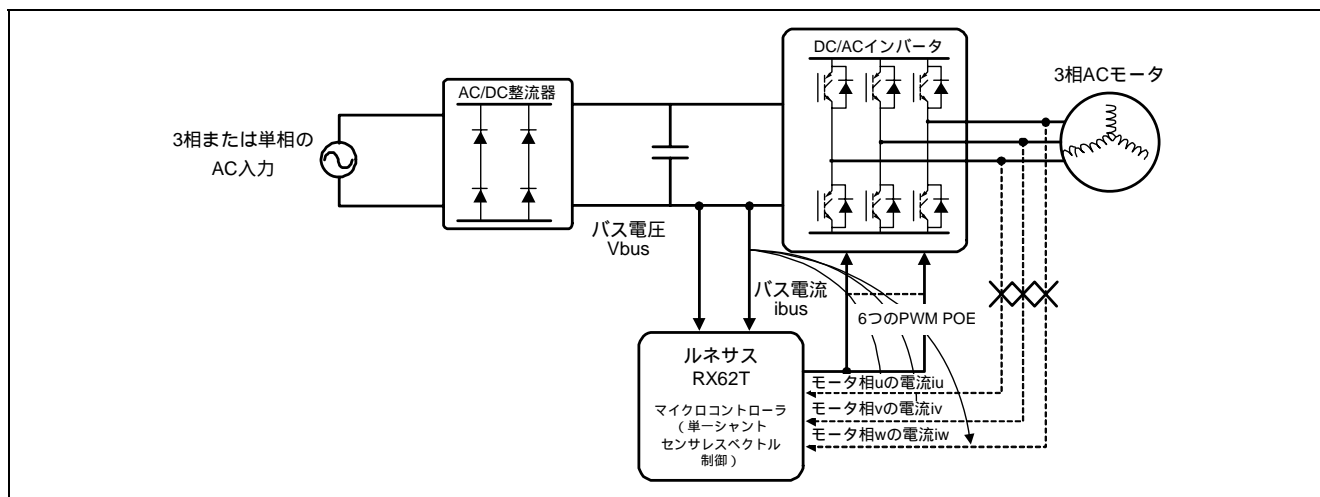 DC/ACインバータ
3相ACモータ
AC/DC整流器
3相または単相の
AC入力
バス電圧
Vbus
バス電流
ibus
6つのPWM POE
ルネサス
RX62T
マイクロコントローラ
（単一シャント
センサレスベクトル
制御）
モータ相uの電流iu
モータ相vの電流iv
モータ相wの電流iw